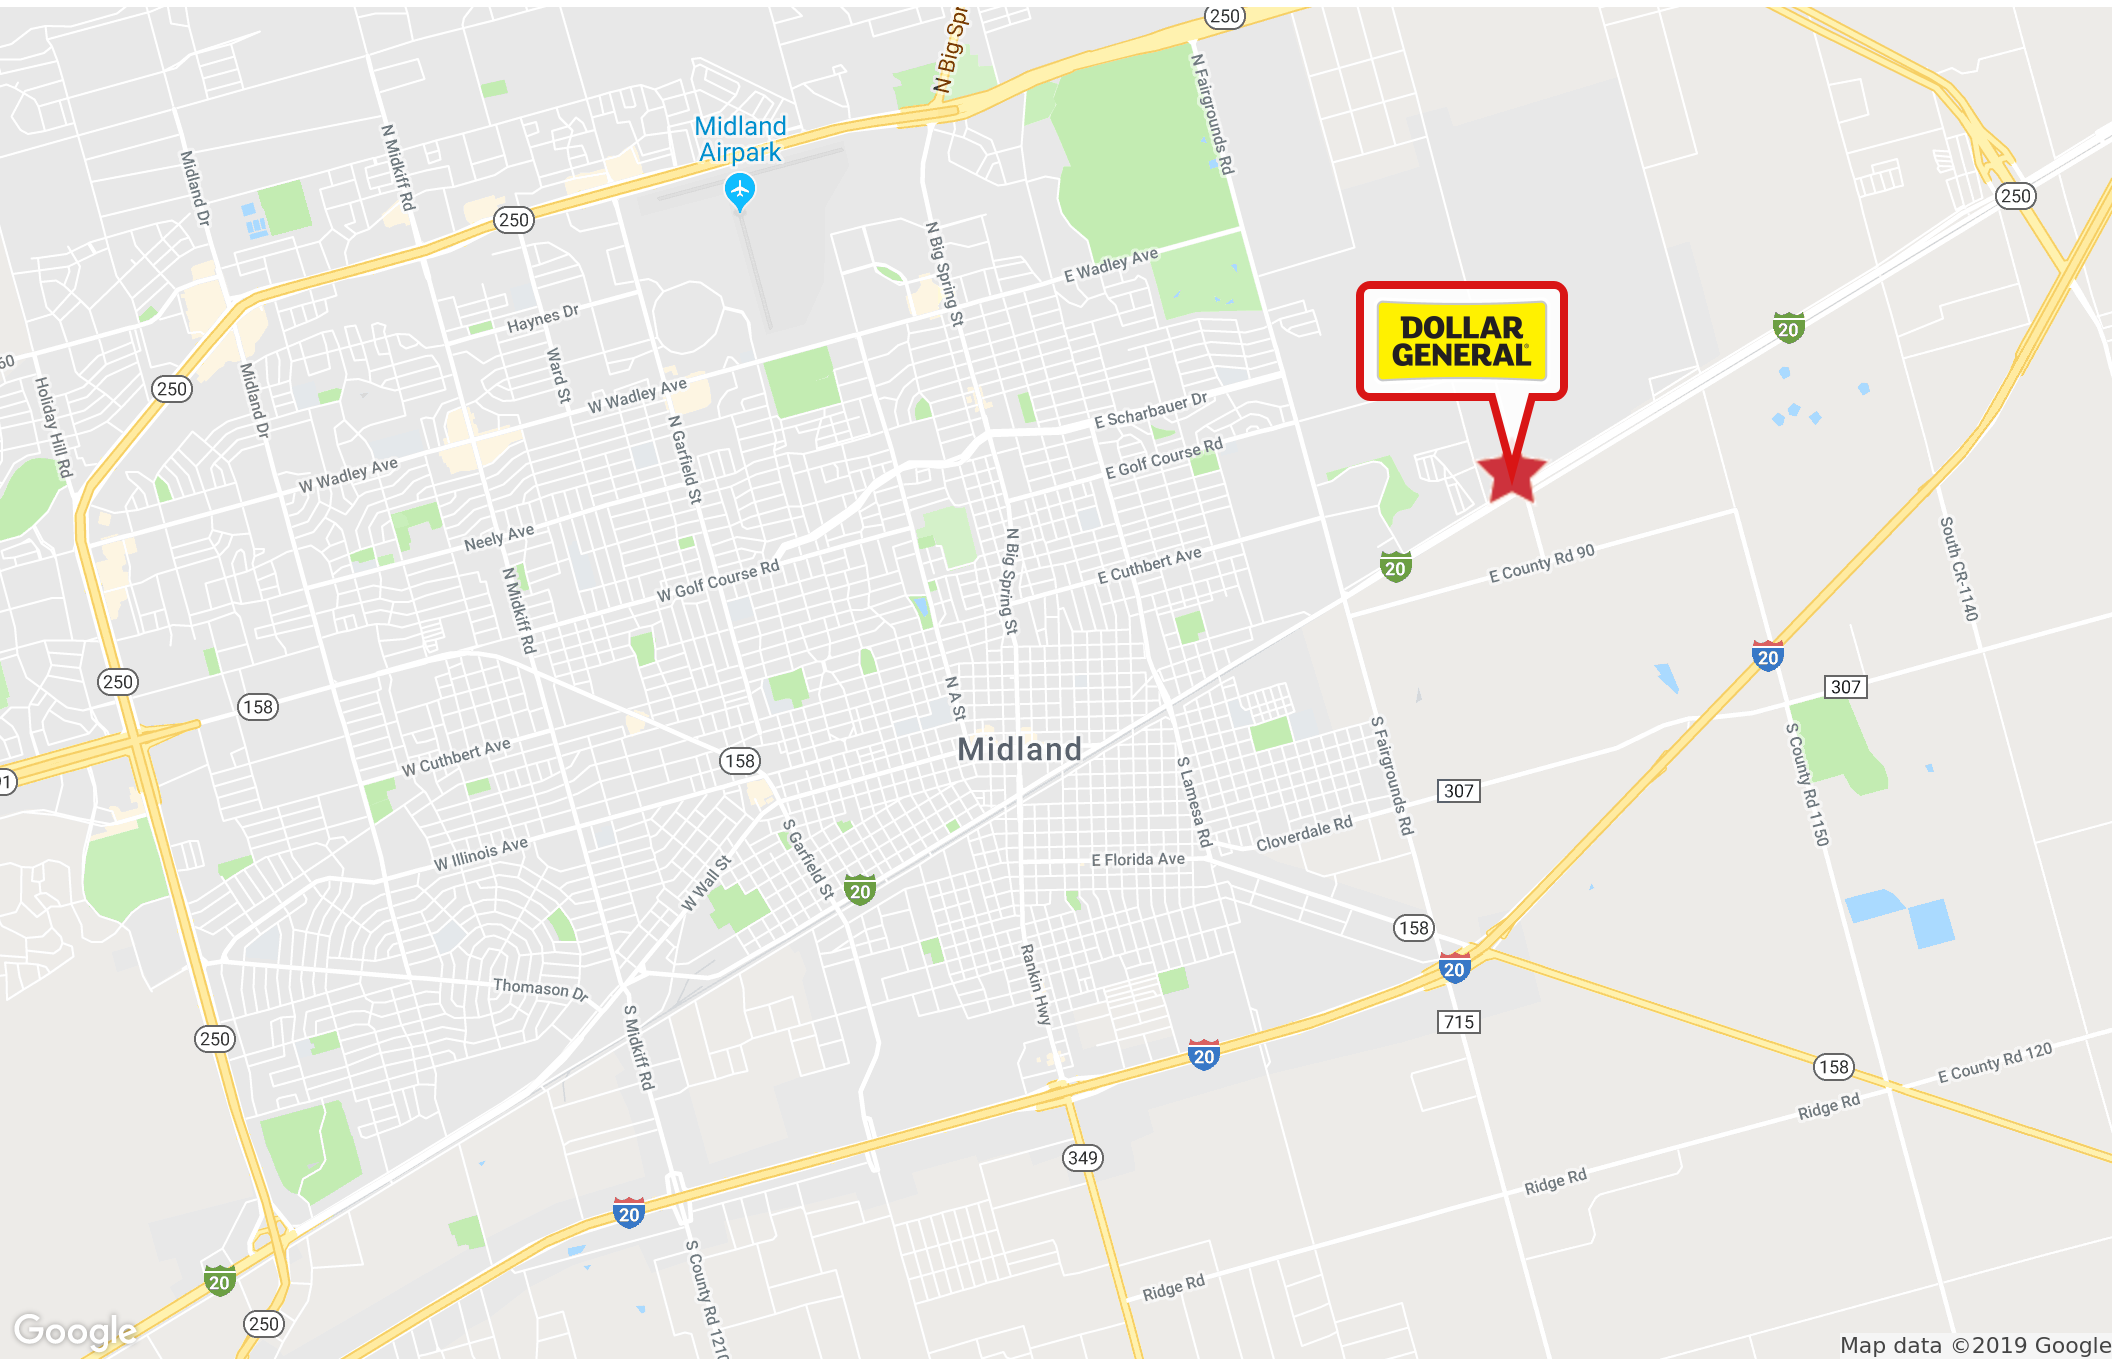 250
N Big Spr
N Fairgrounds Rd
Midland
Airpark
N Midkiff Rd
Midland Dr
250
250
N Big Spring St
E Wadley Ave
Haynes Dr
DOLLAR
GENERAL
20
60
Holiday Hill Rd
250
Midland Dr
Ward St
W Wadley Ave
N Garfield St
E Scharbauer Dr
E Golf Course Rd
W Wadley Ave
Neely Ave
N Midkiff Rd
W Golf Course Rd
N Big Spring St
E Cuthbert Ave
20
E County Rd 90
South CR-1140
250
158
20
307
N A St
W Cuthbert Ave
158
Midland
S Lamesa Rd
S Fairgrounds Rd
307
S County Rd 1150
91
W Illinois Ave
W Wall St
S Garfield St
20
E Florida Ave
Cloverdale Rd
158
20
Thomason Dr
Rankin Hwy
S Midkiff Rd
250
20
715
158
E County Rd 120
Ridge Rd
349
Ridge Rd
20
S County Rd 1210
20
250
Ridge Rd
Google
Map data ©2019 Google